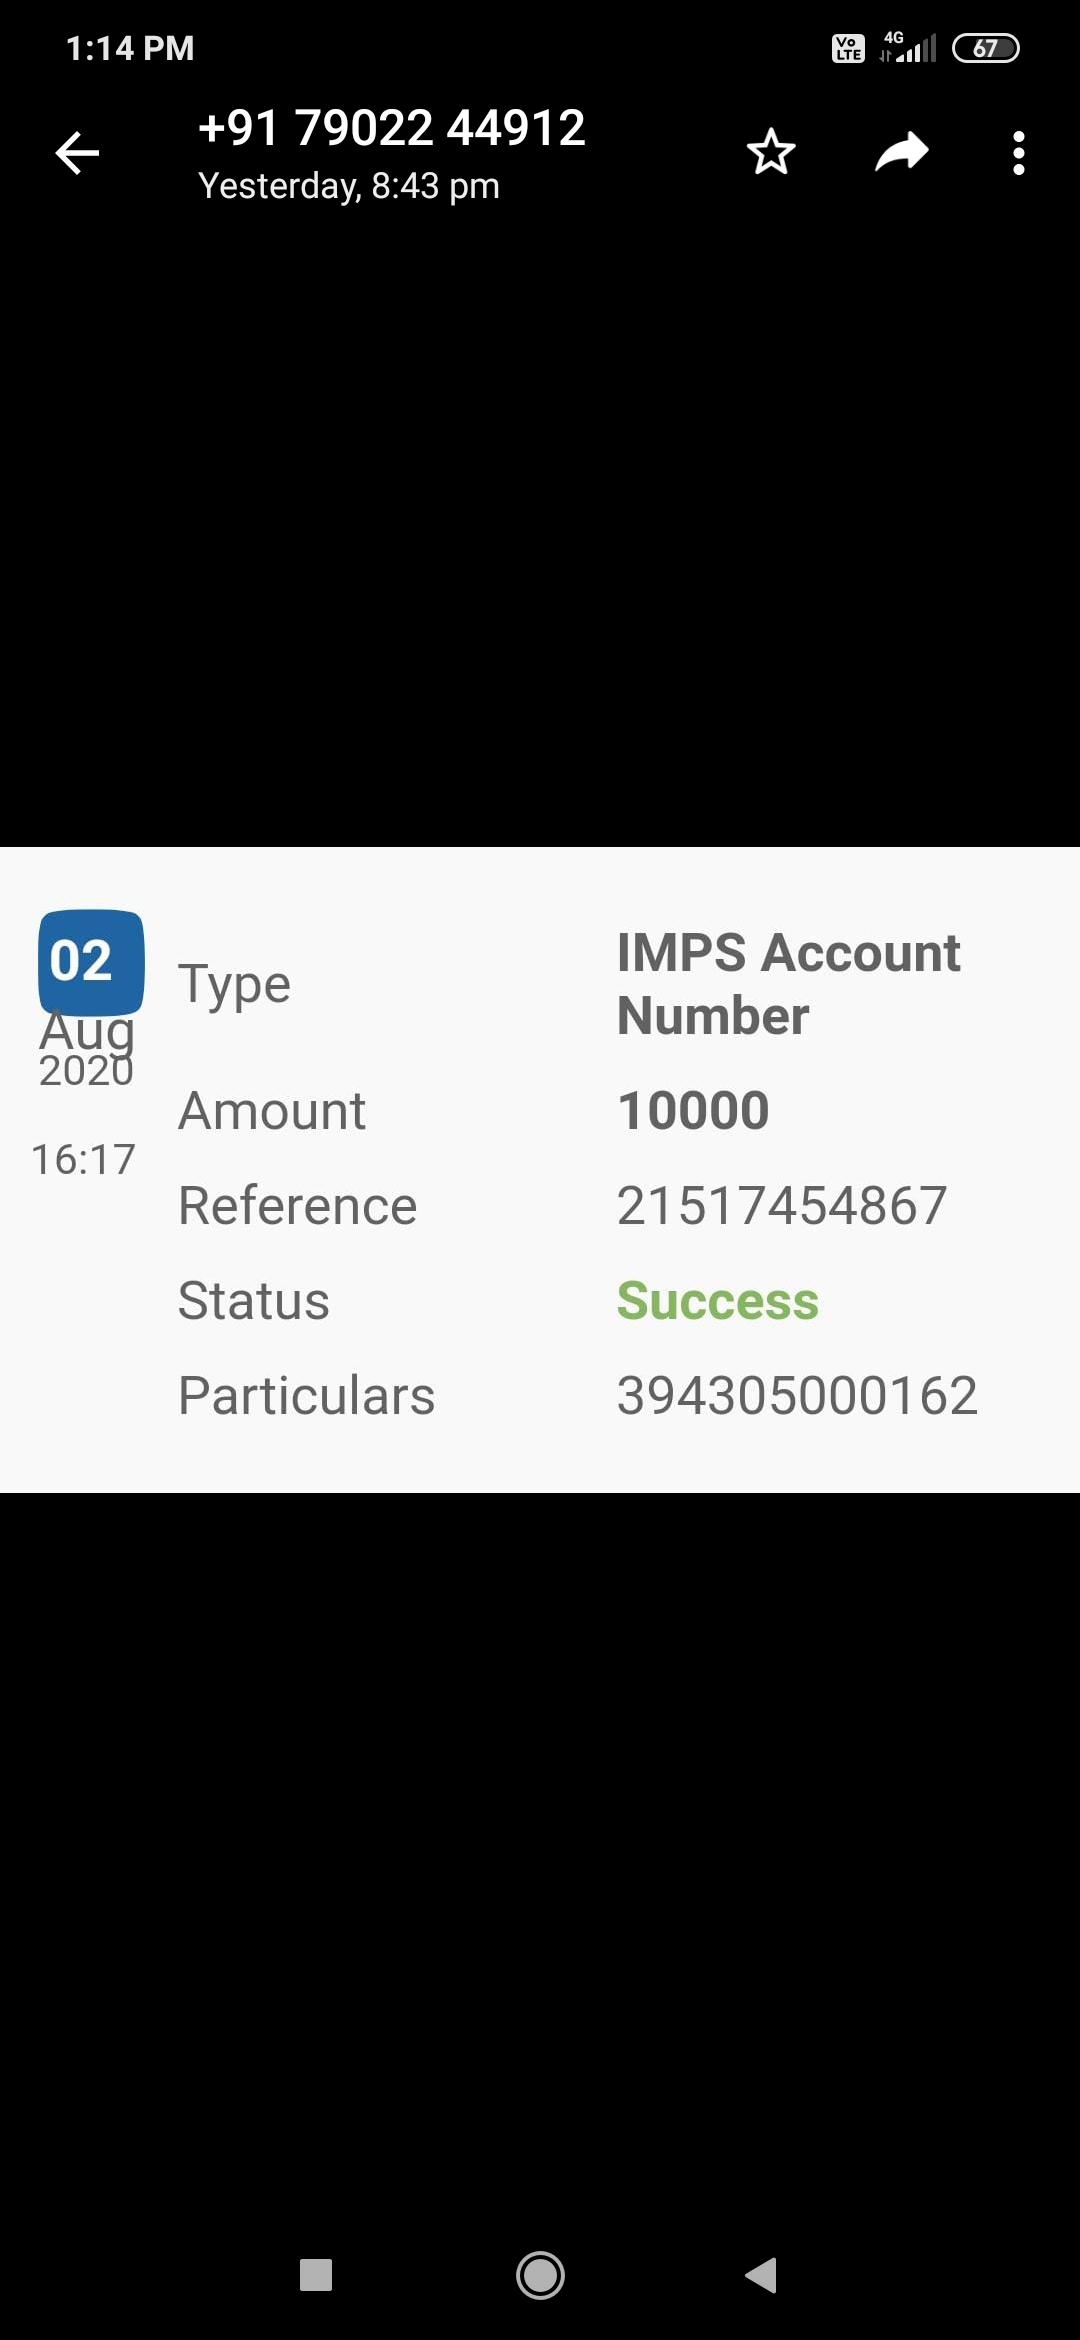 1:14 PM
Vo LTE 4G 67
+91 79022 44912
Yesterday, 8:43 pm
02
Aug
2020
16:17
Type IMPS Account Number
Amount 10000
Reference 21517454867
Status Success
Particulars 394305000162